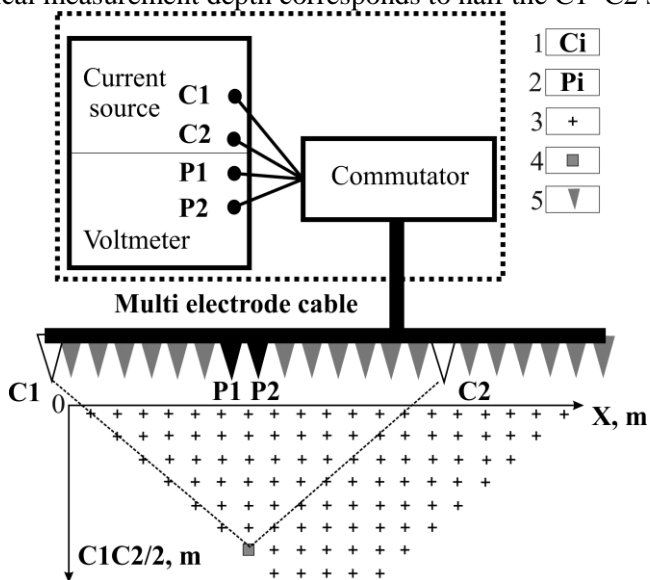 ical measurement depth corresponds to half the C1–C2 s
Current
source
C1
C2
P1
P2
Voltmeter
Commutator
1 Ci
2 Pi
3 +
4
5
Multi electrode cable
C1
P1 P2
C2
0
X, m
C1C2/2, m